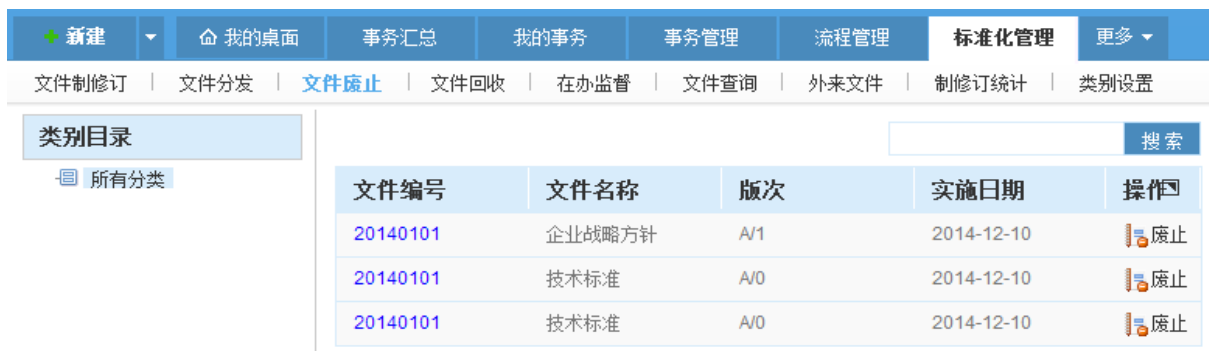 新建 我的桌面 事务汇总 我的事务 事务管理 流程管理 标准化管理 更多
文件制修订 文件分发 文件废止 文件回收 在办监督 文件查询 外来文件 制修订统计 类别设置
类别目录
所有分类
搜索
文件编号 文件名称 版次 实施日期 操作
20140101 企业战略方针 A/1 2014-12-10 废止
20140101 技术标准 A/0 2014-12-10 废止
20140101 技术标准 A/0 2014-12-10 废止